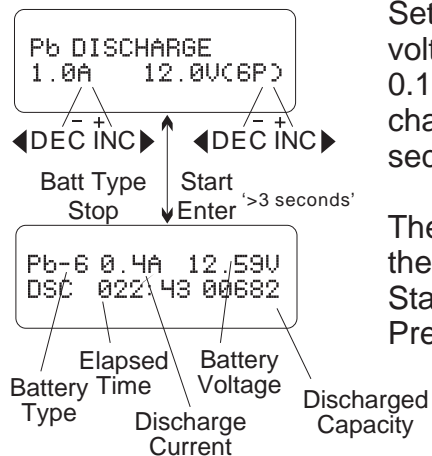 Pb DISCHARGE
1.0A 12.0V(6P)
- + - +
◀DEC INC▶ ◀DEC INC▶
Batt Type Start
Stop Enter '>3 seconds'
Pb-6 0.4A 12.59V
DSC 022:43 00682
Elapsed Battery
Battery Time Voltage Discharged
Type Discharge Capacity
Current
Set
volt
0.1
cha
sec
The
the
Sta
Pre